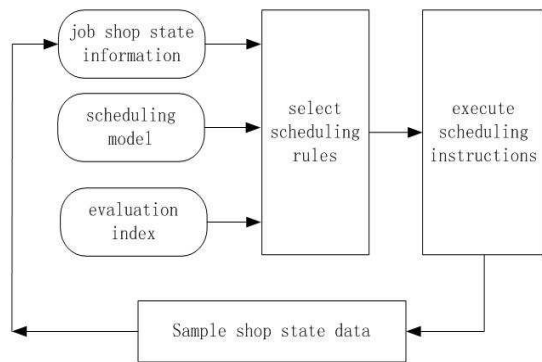 job shop state
information
scheduling
model
evaluation
index
select
scheduling
rules
execute
scheduling
instructions
Sample shop state data